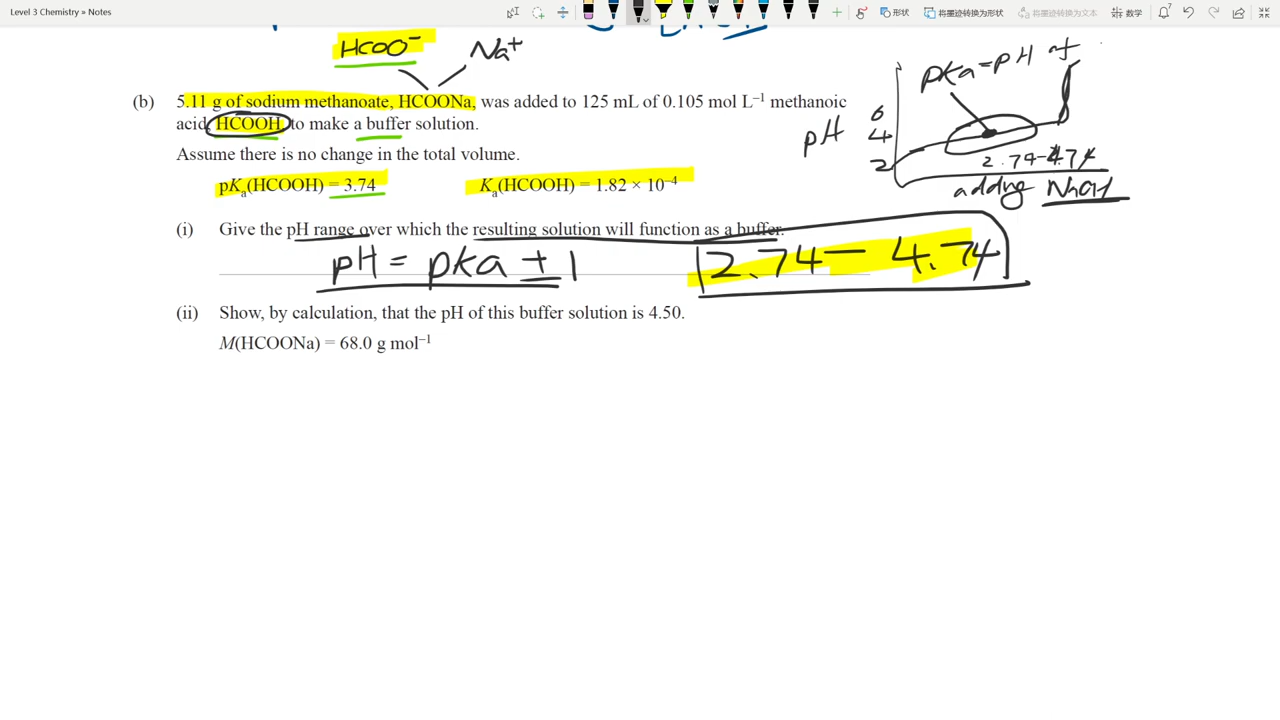 Level 3 Chemistry » Notes
形状
将墨迹转换为形状
将墨迹转换为文本
数学
HCOO⁻ Na⁺
(b) 5.11 g of sodium methanoate, HCOONa, was added to 125 mL of 0.105 mol L⁻¹ methanoic
acid, HCOOH, to make a buffer solution.
Assume there is no change in the total volume.
pKa(HCOOH) = 3.74 Ka(HCOOH) = 1.82 × 10⁻⁴
pka=pH of
pH
6
4
2
2.74-4.74
adding NaOH
(i) Give the pH range over which the resulting solution will function as a buffer.
pH = pka ± 1 2.74 — 4.74
(ii) Show, by calculation, that the pH of this buffer solution is 4.50.
M(HCOONa) = 68.0 g mol⁻¹